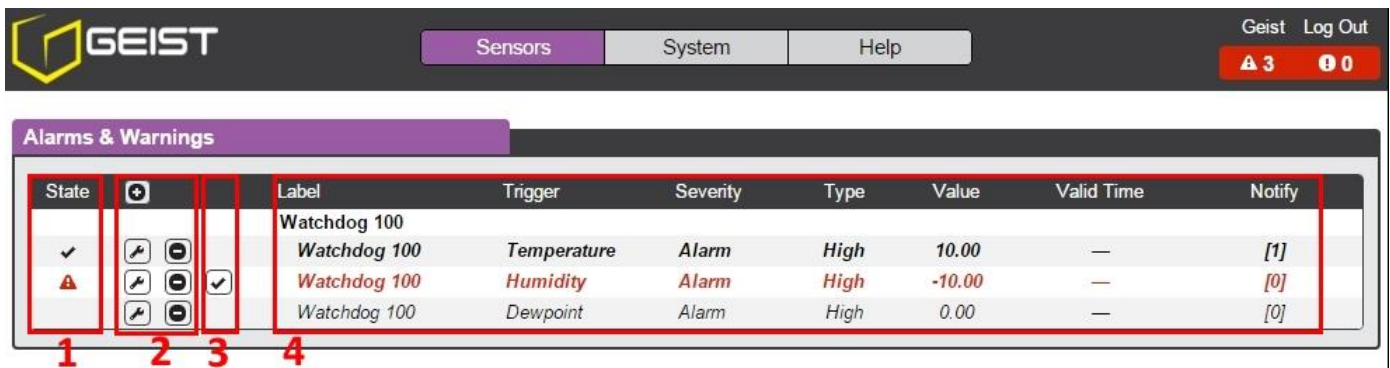 GEIST
Sensors System Help
Geist Log Out
3 0
Alarms & Warnings
State Label Trigger Severity Type Value Valid Time Notify
Watchdog 100
Watchdog 100 Temperature Alarm High 10.00 — [1]
Watchdog 100 Humidity Alarm High -10.00 — [0]
Watchdog 100 Dewpoint Alarm High 0.00 — [0]
1 2 3 4